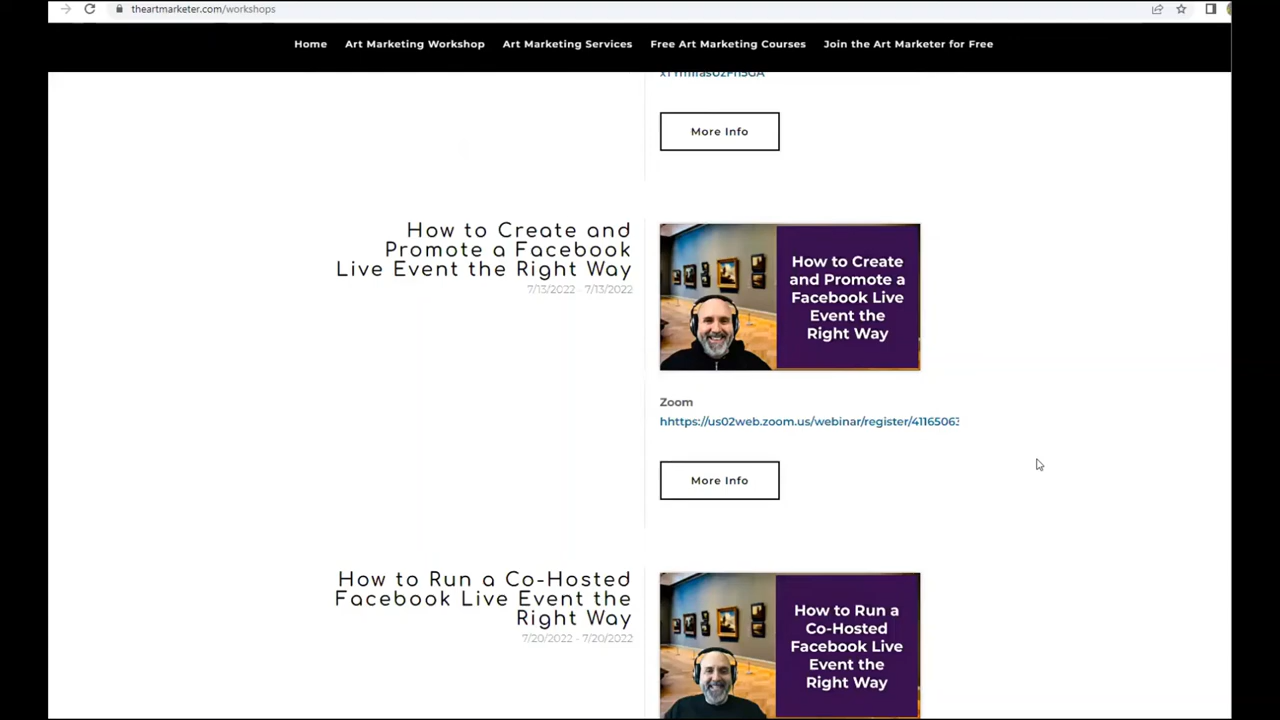 theartmarketer.com/workshops
Home Art Marketing Workshop Art Marketing Services Free Art Marketing Courses Join the Art Marketer for Free
More Info
How to Create and
Promote a Facebook
Live Event the Right Way
7/13/2022 - 7/13/2022
How to Create
and Promote a
Facebook Live
Event the
Right Way
Zoom
hhttps://us02web.zoom.us/webinar/register/41165063
More Info
How to Run a Co-Hosted
Facebook Live Event the
Right Way
7/20/2022 - 7/20/2022
How to Run a
Co-Hosted
Facebook Live
Event the
Right Way